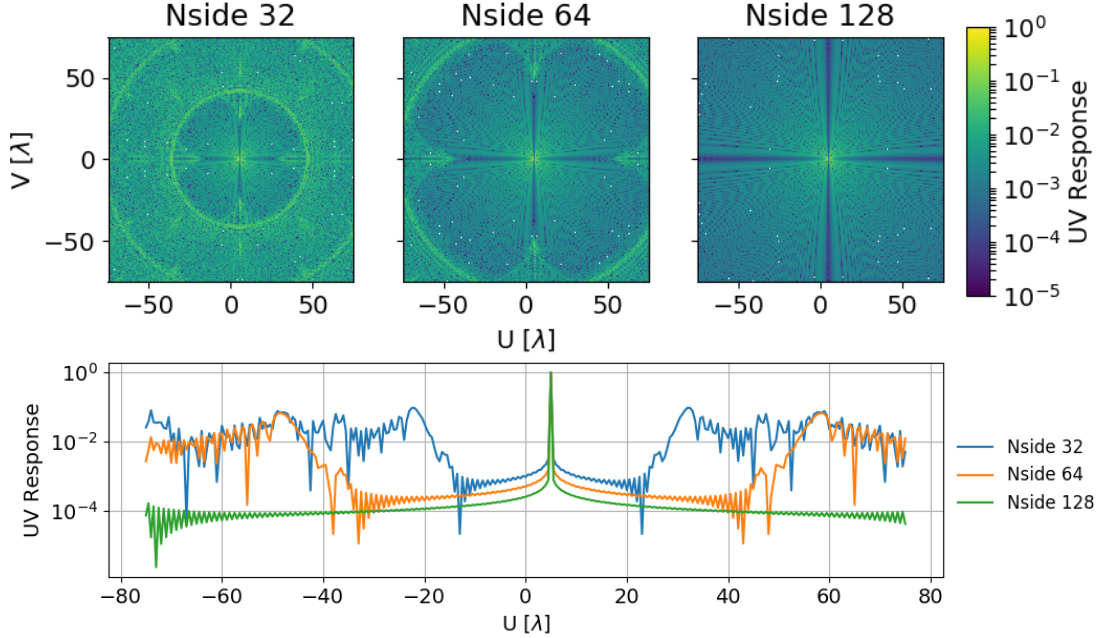 Nside 32 Nside 64 Nside 128
50
0
−50
V [λ]
−50 0 50 −50 0 50 −50 0 50
U [λ]
10⁰
10⁻¹
10⁻²
10⁻³
10⁻⁴
10⁻⁵
UV Response
10⁰
10⁻²
10⁻⁴
UV Response
−80 −60 −40 −20 0 20 40 60 80
U [λ]
Nside 32
Nside 64
Nside 128